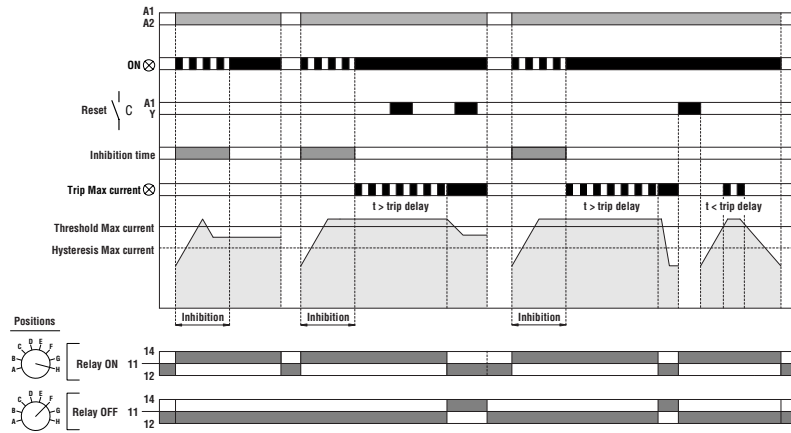 A1
A2
ON
Reset C A1
Y
Inhibition time
Trip Max current
t > trip delay t > trip delay t < trip delay
Threshold Max current
Hysteresis Max current
Inhibition Inhibition Inhibition
Positions
A B C D E F G H
Relay ON 11 14
12
A B C D E F G H
Relay OFF 11 14
12